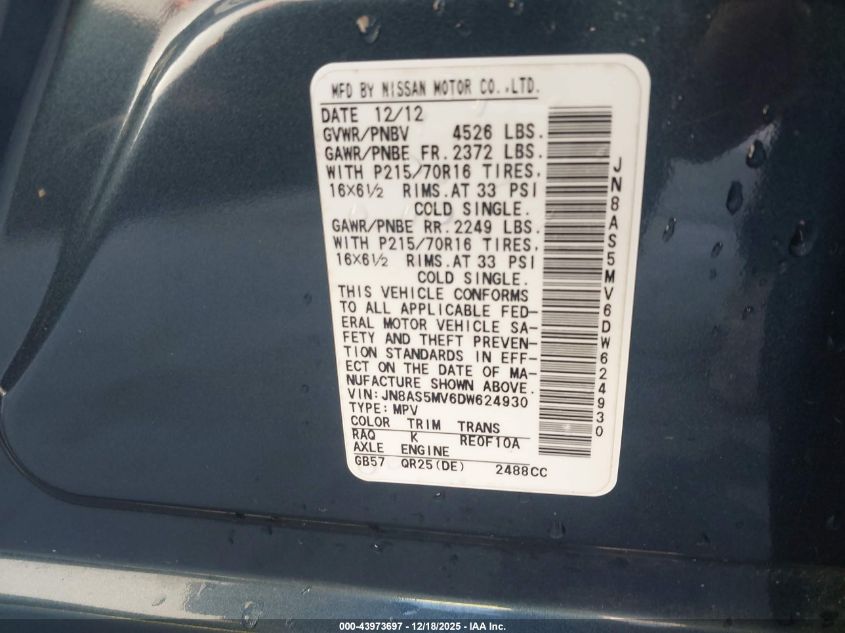 MFD BY NISSAN MOTOR CO.,LTD.
DATE 12/12
GVWR/PNBV 4526 LBS.
GAWR/PNBE FR. 2372 LBS.
WITH P215/70R16 TIRES.
16X6½ RIMS. AT 33 PSI
COLD SINGLE.
GAWR/PNBE RR. 2249 LBS.
WITH P215/70R16 TIRES.
16X6½ RIMS. AT 33 PSI
COLD SINGLE.
THIS VEHICLE CONFORMS
TO ALL APPLICABLE FED-
ERAL MOTOR VEHICLE SA-
FETY AND THEFT PREVEN-
TION STANDARDS IN EFF-
ECT ON THE DATE OF MA-
NUFACTURE SHOWN ABOVE.
VIN: JN8AS5MV6DW624930
TYPE: MPV
COLOR TRIM TRANS
RAQ K RE0F10A
AXLE ENGINE
GB57 QR25(DE) 2488CC
JN8AS5MV6DW624930
000-43973697 - 12/18/2025 - IAA Inc.